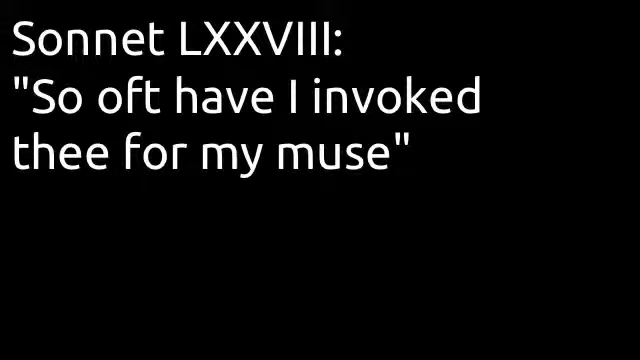 Sonnet LXXVIII:
"So oft have I invoked
thee for my muse"